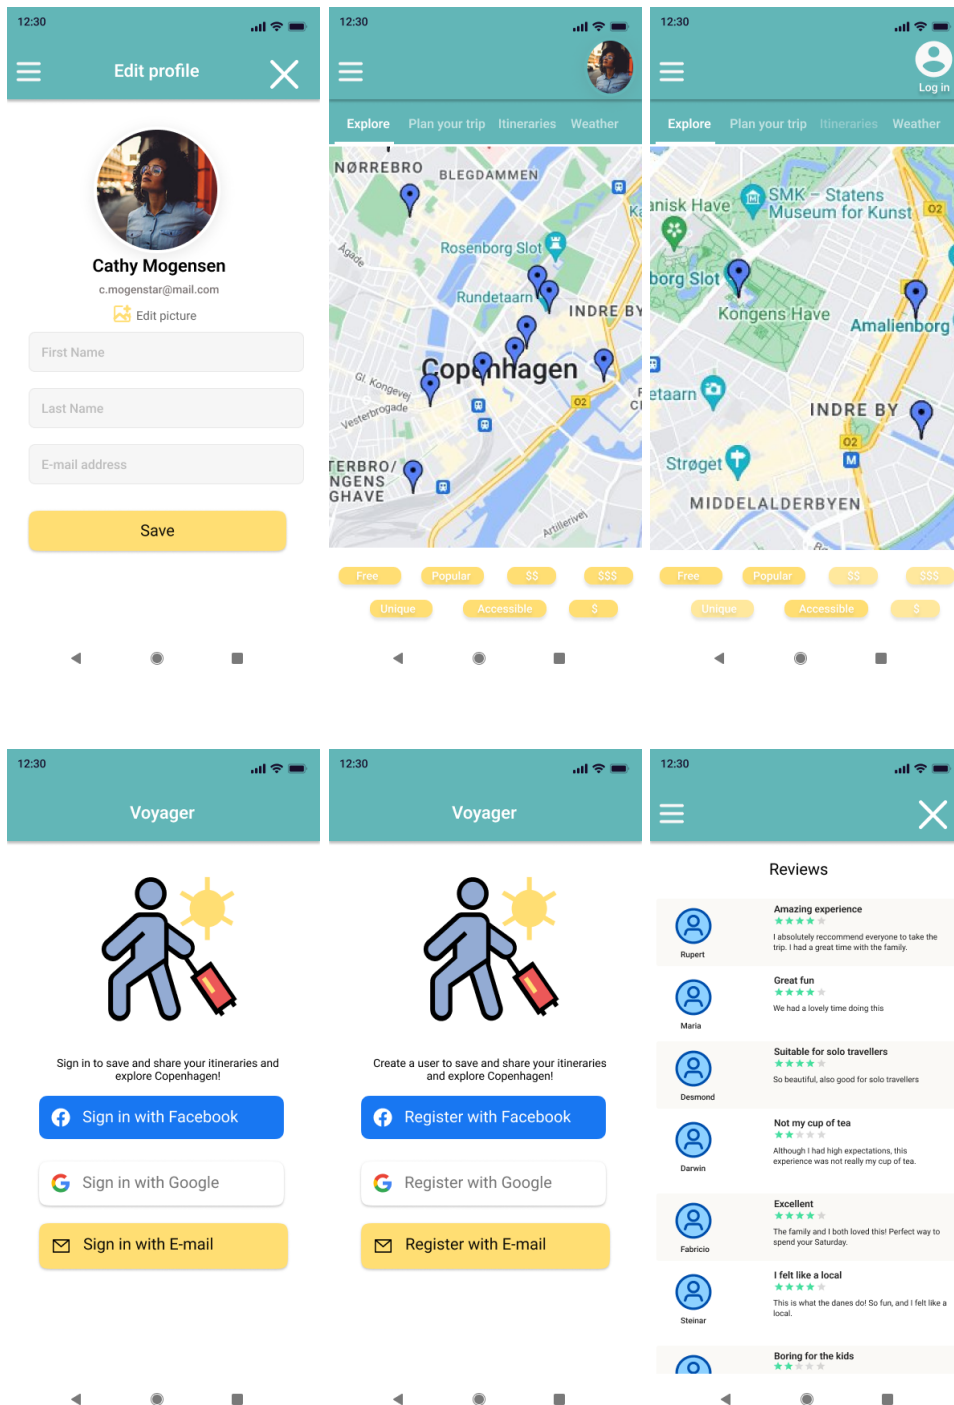 12:30
Edit profile
Cathy Mogensen
c.mogenstar@mail.com
Edit picture
First Name
Last Name
E-mail address
Save
12:30
Explore Plan your trip Itineraries Weather
NØRREBRO
BLEGDAMMEN
Ågade
Rosenborg Slot
Rundetaarn
INDRE BY
Copenhagen
Gl. Kongevej
Vesterbrogade
02
TERBRO/
NGENS
GHAVE
Artillerivej
Free Popular $$ $$$
Unique Accessible $
12:30
Log in
Explore Plan your trip Itineraries Weather
SMK – Statens
Museum for Kunst
anisk Have
02
borg Slot
Kongens Have
Amalienborg
etaarn
INDRE BY
02
M
Strøget
MIDDELALDERBYEN
Free Popular $$ $$$
Unique Accessible $
12:30
Voyager
Sign in to save and share your itineraries and
explore Copenhagen!
Sign in with Facebook
Sign in with Google
Sign in with E-mail
12:30
Voyager
Create a user to save and share your itineraries
and explore Copenhagen!
Register with Facebook
Register with Google
Register with E-mail
12:30
Reviews
Amazing experience
I absolutely reccommend everyone to take the
trip. I had a great time with the family.
Rupert
Great fun
We had a lovely time doing this
Maria
Suitable for solo travellers
So beautiful, also good for solo travellers
Desmond
Not my cup of tea
Although I had high expectations, this
experience was not really my cup of tea.
Darwin
Excellent
The family and I both loved this! Perfect way to
spend your Saturday.
Fabricio
I felt like a local
This is what the danes do! So fun, and I felt like a
local.
Steinar
Boring for the kids